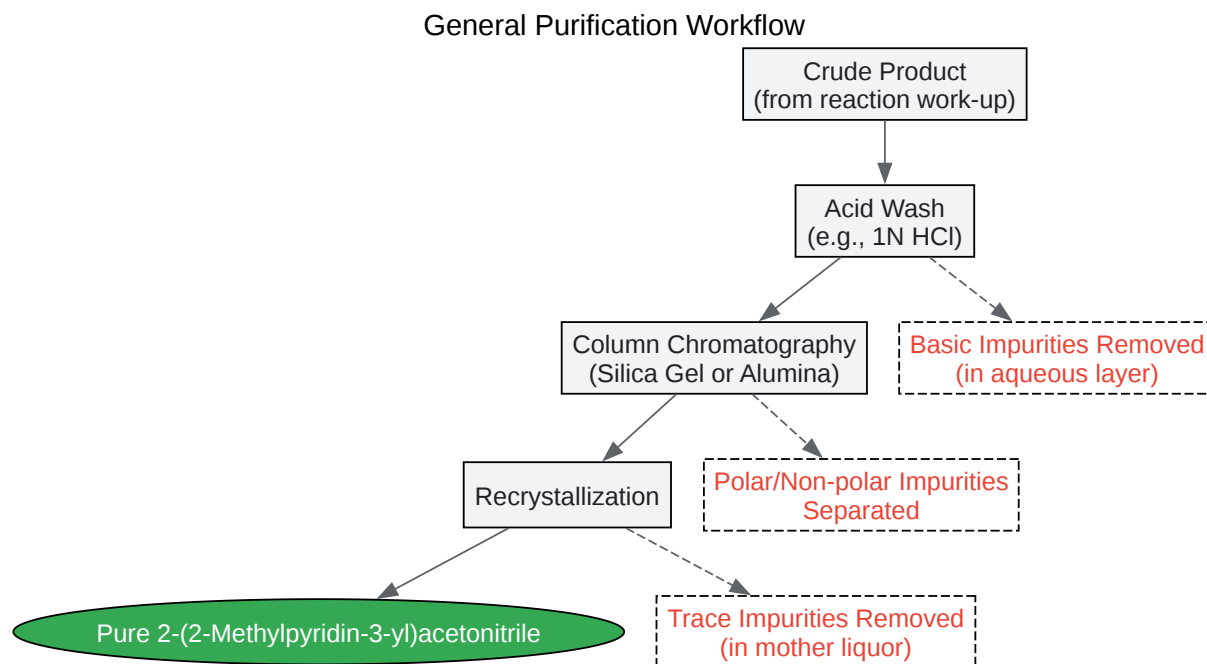 General Purification Workflow
Crude Product
(from reaction work-up)
Acid Wash
(e.g., 1N HCl)
Column Chromatography
(Silica Gel or Alumina)
Basic Impurities Removed
(in aqueous layer)
Recrystallization
Polar/Non-polar Impurities
Separated
Pure 2-(2-Methylpyridin-3-yl)acetonitrile
Trace Impurities Removed
(in mother liquor)